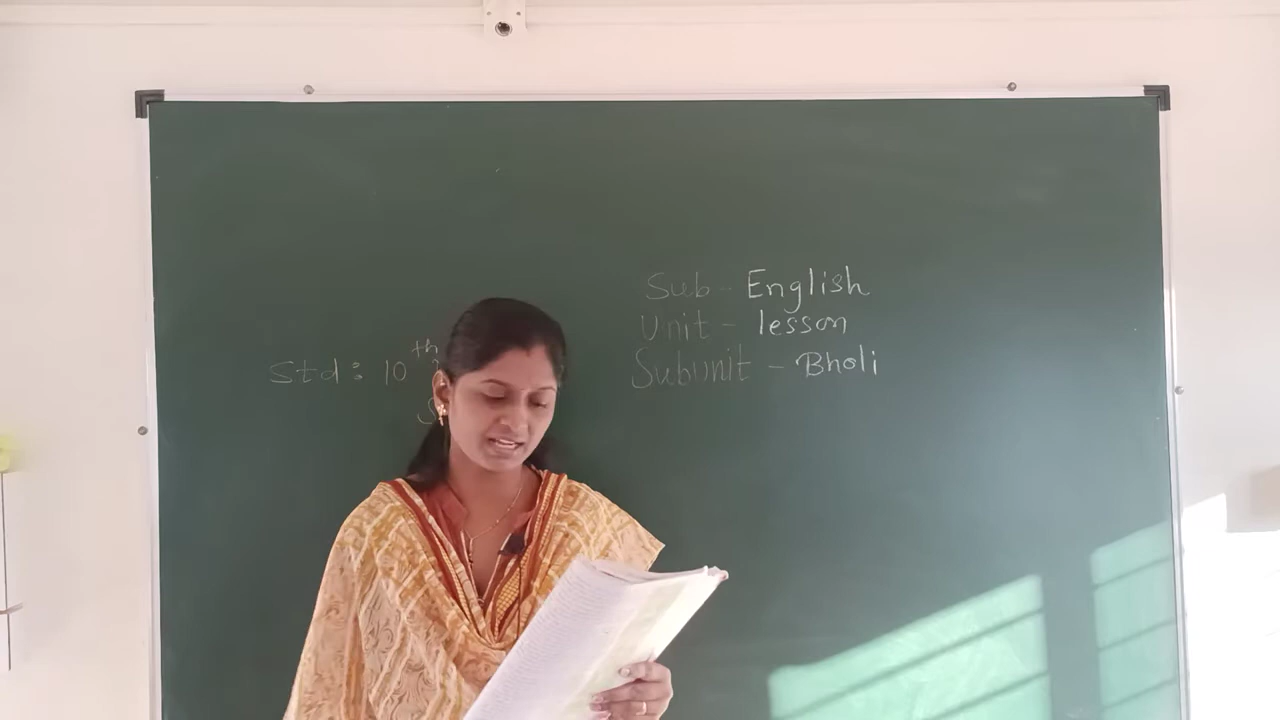 Sub - English
Unit - lesson
Subunit - Bholi
Std : 10th